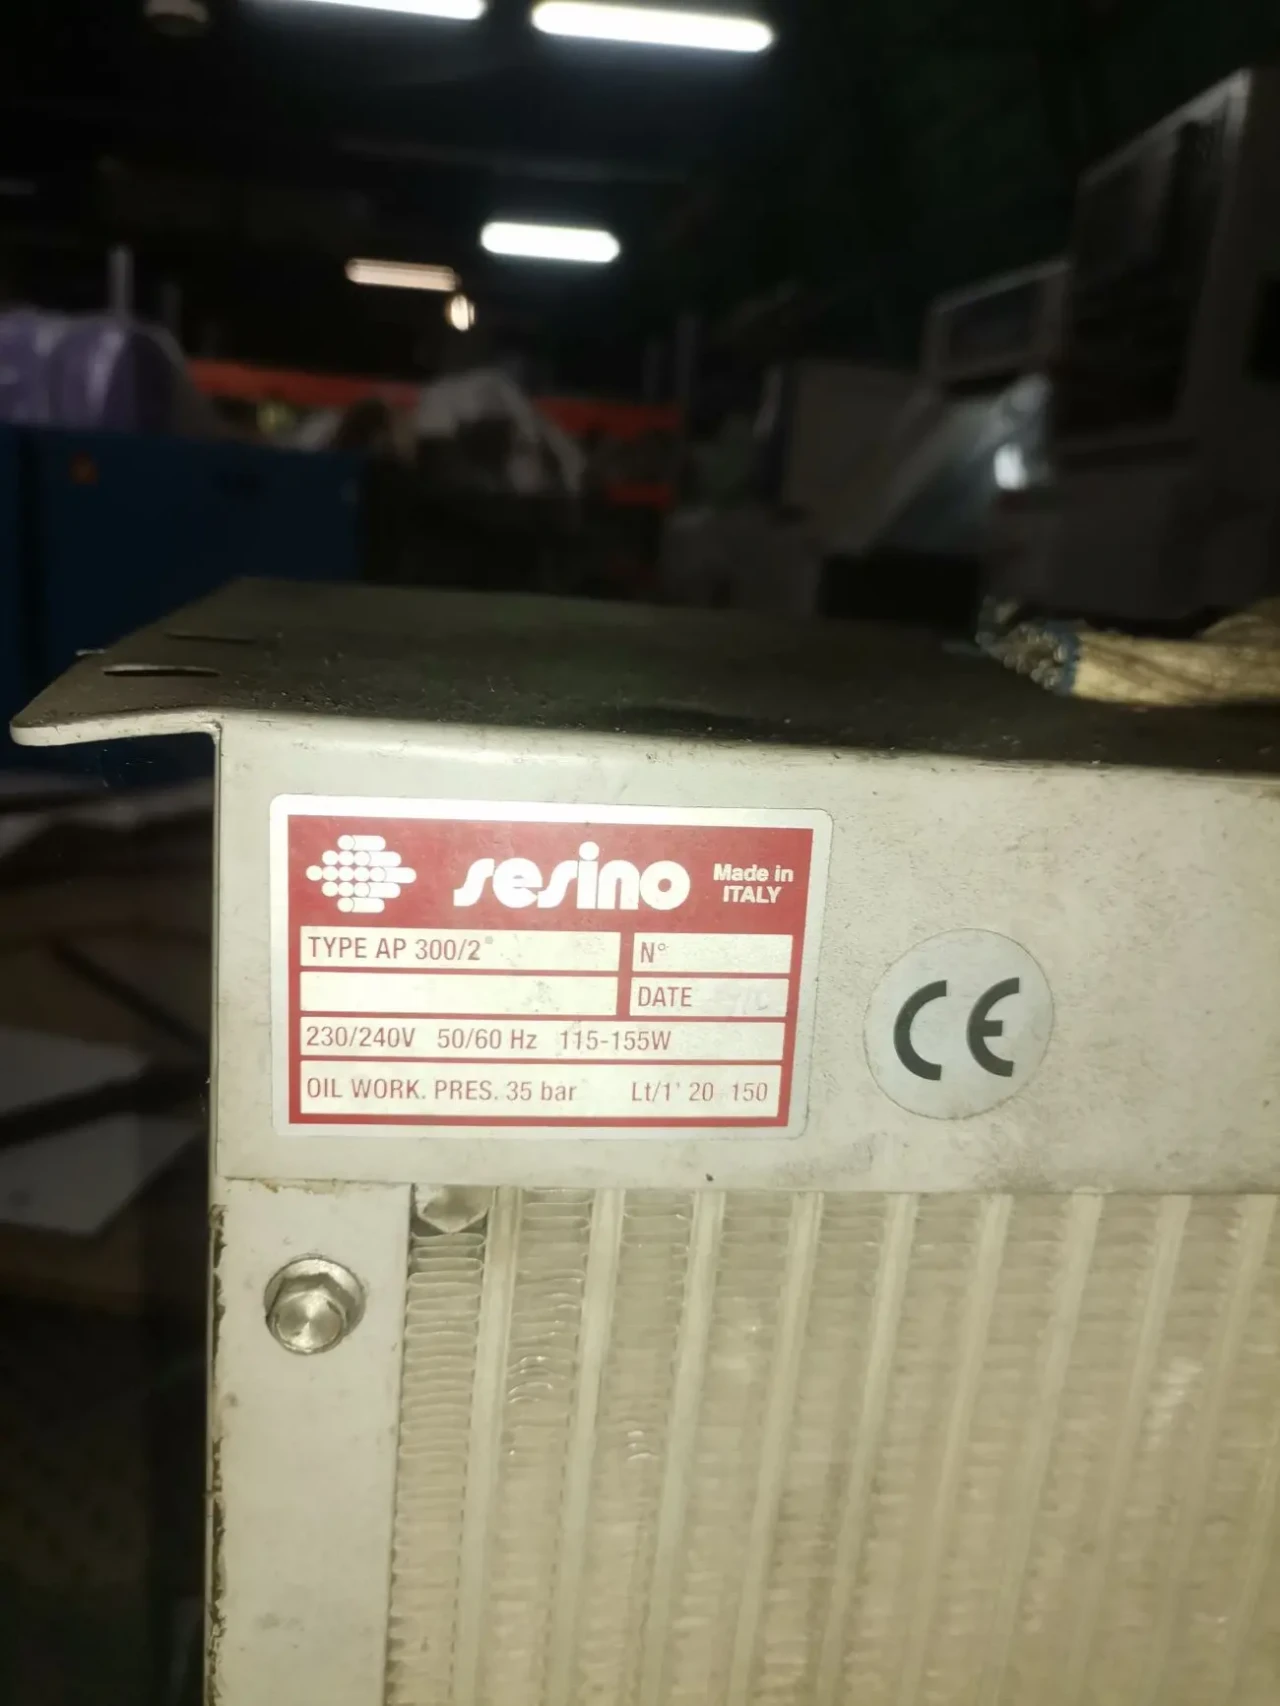 sesino
Made in
ITALY
TYPE AP 300/2°
N°
DATE
230/240V 50/60 Hz 115-155W
OIL WORK. PRES. 35 bar Lt/1' 20-150
CE